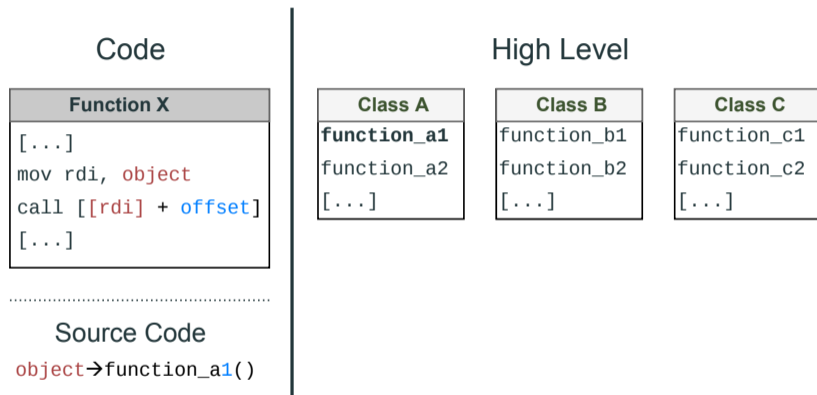 Code
Function X
[...]
mov rdi, object
call [[rdi] + offset]
[...]
Source Code
object→function_a1()
High Level
Class A
function_a1
function_a2
[...]
Class B
function_b1
function_b2
[...]
Class C
function_c1
function_c2
[...]